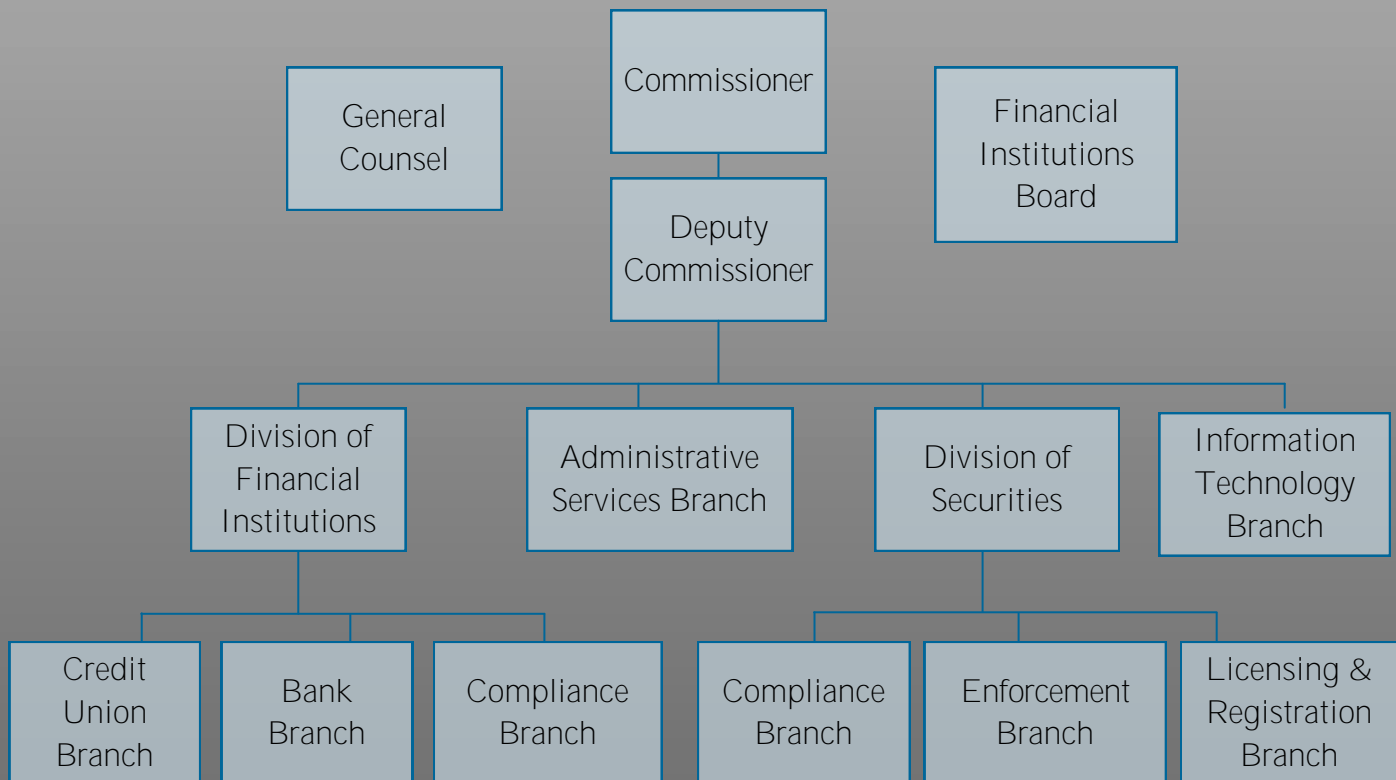 Commissioner
General
Counsel
Financial
Institutions
Board
Deputy
Commissioner
Division of
Financial
Institutions
Administrative
Services Branch
Division of
Securities
Information
Technology
Branch
Credit
Union
Branch
Bank
Branch
Compliance
Branch
Compliance
Branch
Enforcement
Branch
Licensing &
Registration
Branch